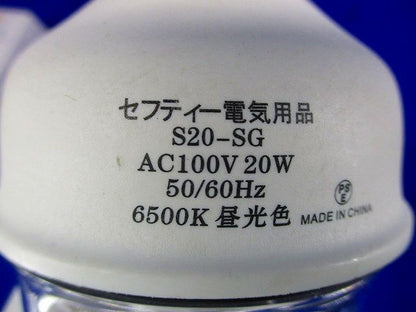 セフティー電気用品
S20-SG
AC100V 20W
50/60Hz
6500K 昼光色
PS
E
MADE IN CHINA